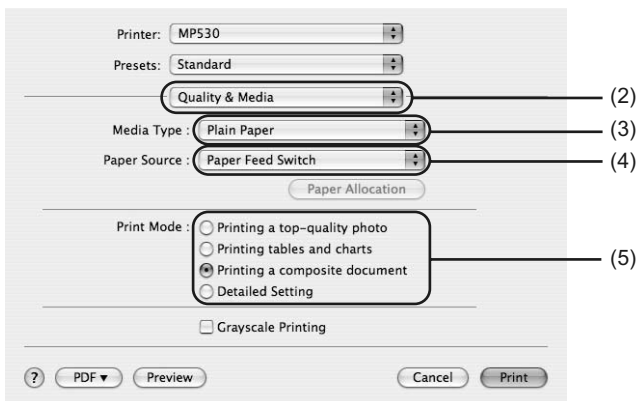 Printer: MP530
Presets: Standard
Quality & Media (2)
Media Type : Plain Paper (3)
Paper Source : Paper Feed Switch (4)
Paper Allocation
Print Mode : Printing a top-quality photo
Printing tables and charts
Printing a composite document (5)
Detailed Setting
Grayscale Printing
? PDF ▼ Preview Cancel Print